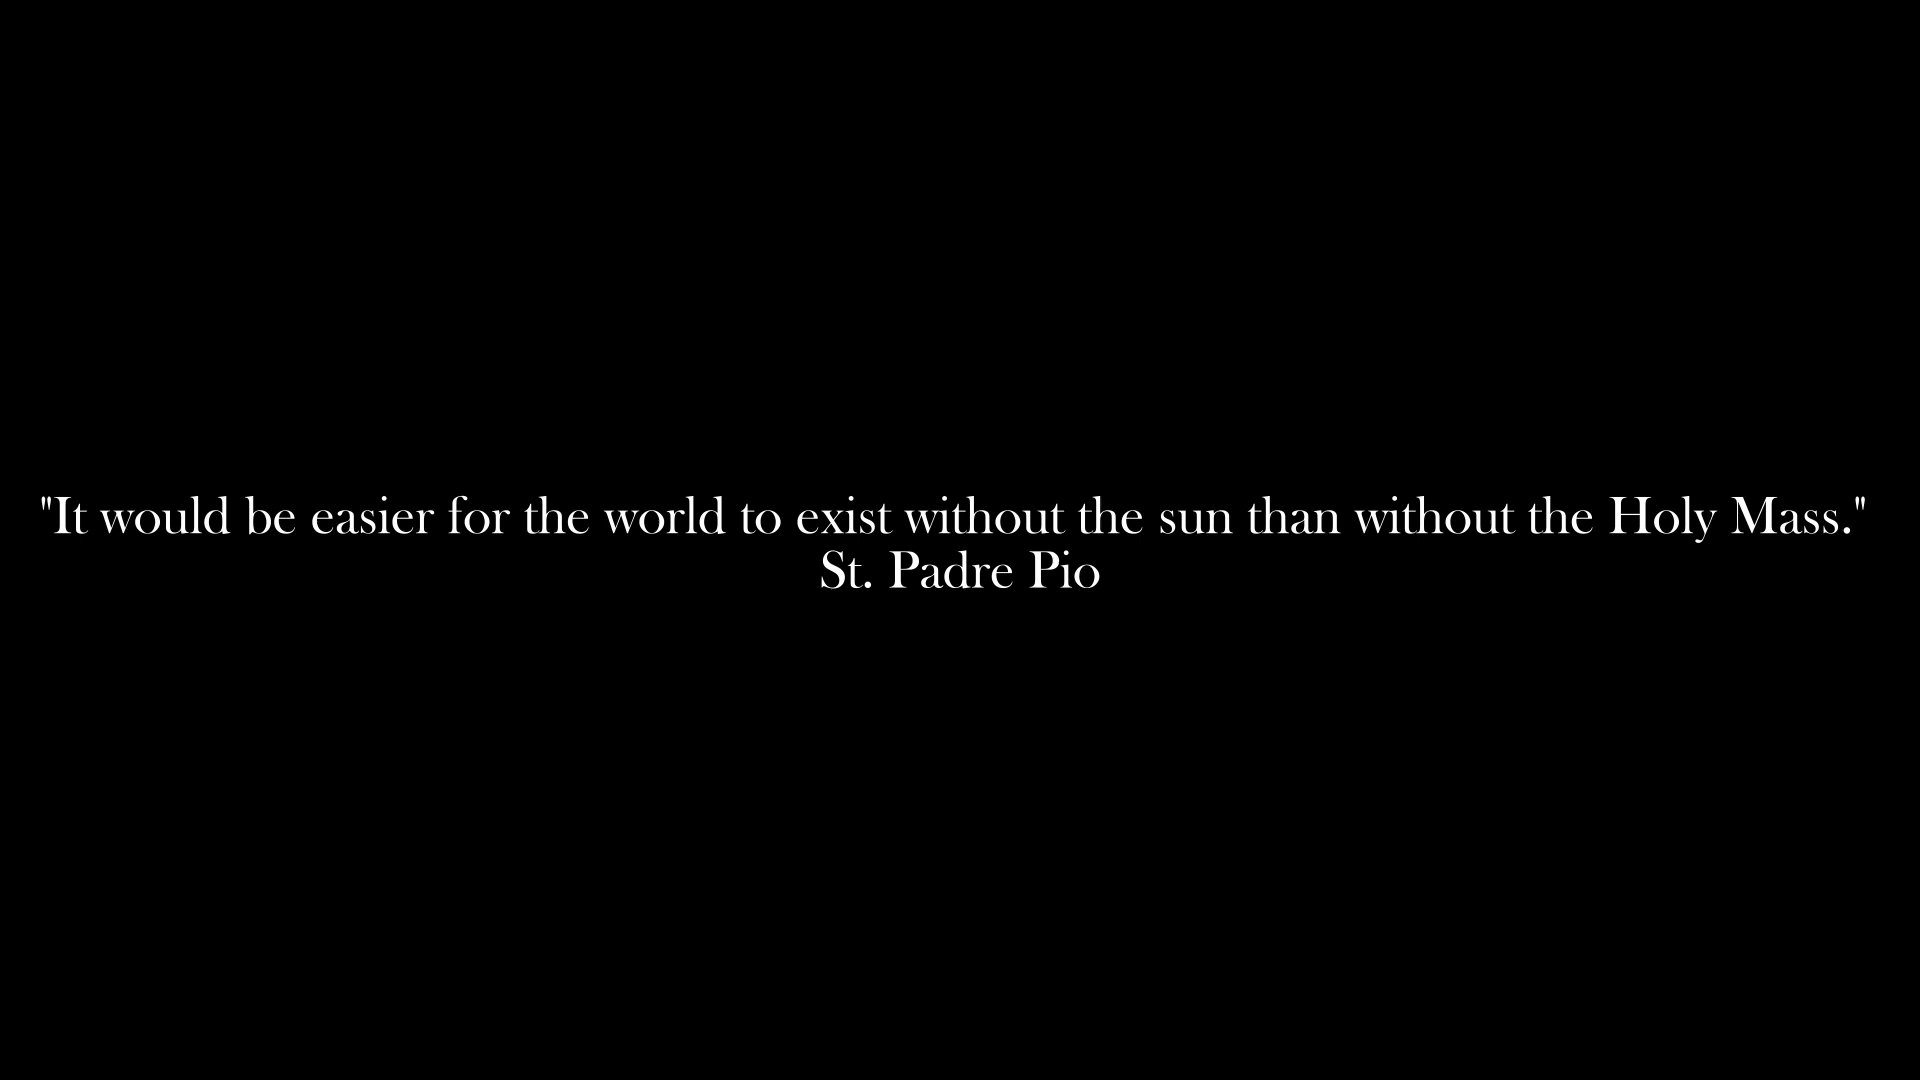 "It would be easier for the world to exist without the sun than without the Holy Mass."
St. Padre Pio